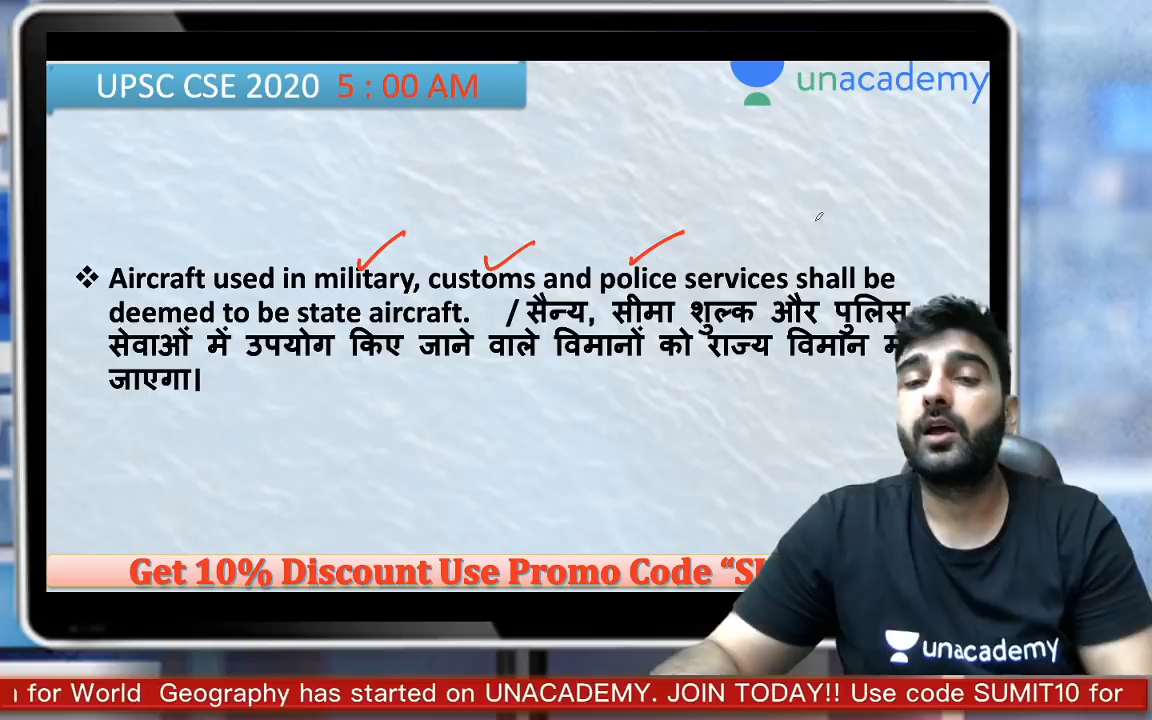 UPSC CSE 2020 5 : 00 AM
unacademy
Aircraft used in military, customs and police services shall be
deemed to be state aircraft. / सैन्य, सीमा शुल्क और पुलिस
सेवाओं में उपयोग किए जाने वाले विमानों को राज्य विमान
जाएगा।
Get 10% Discount Use Promo Code “S
unacademy
for World Geography has started on UNACADEMY. JOIN TODAY!! Use code SUMIT10 for